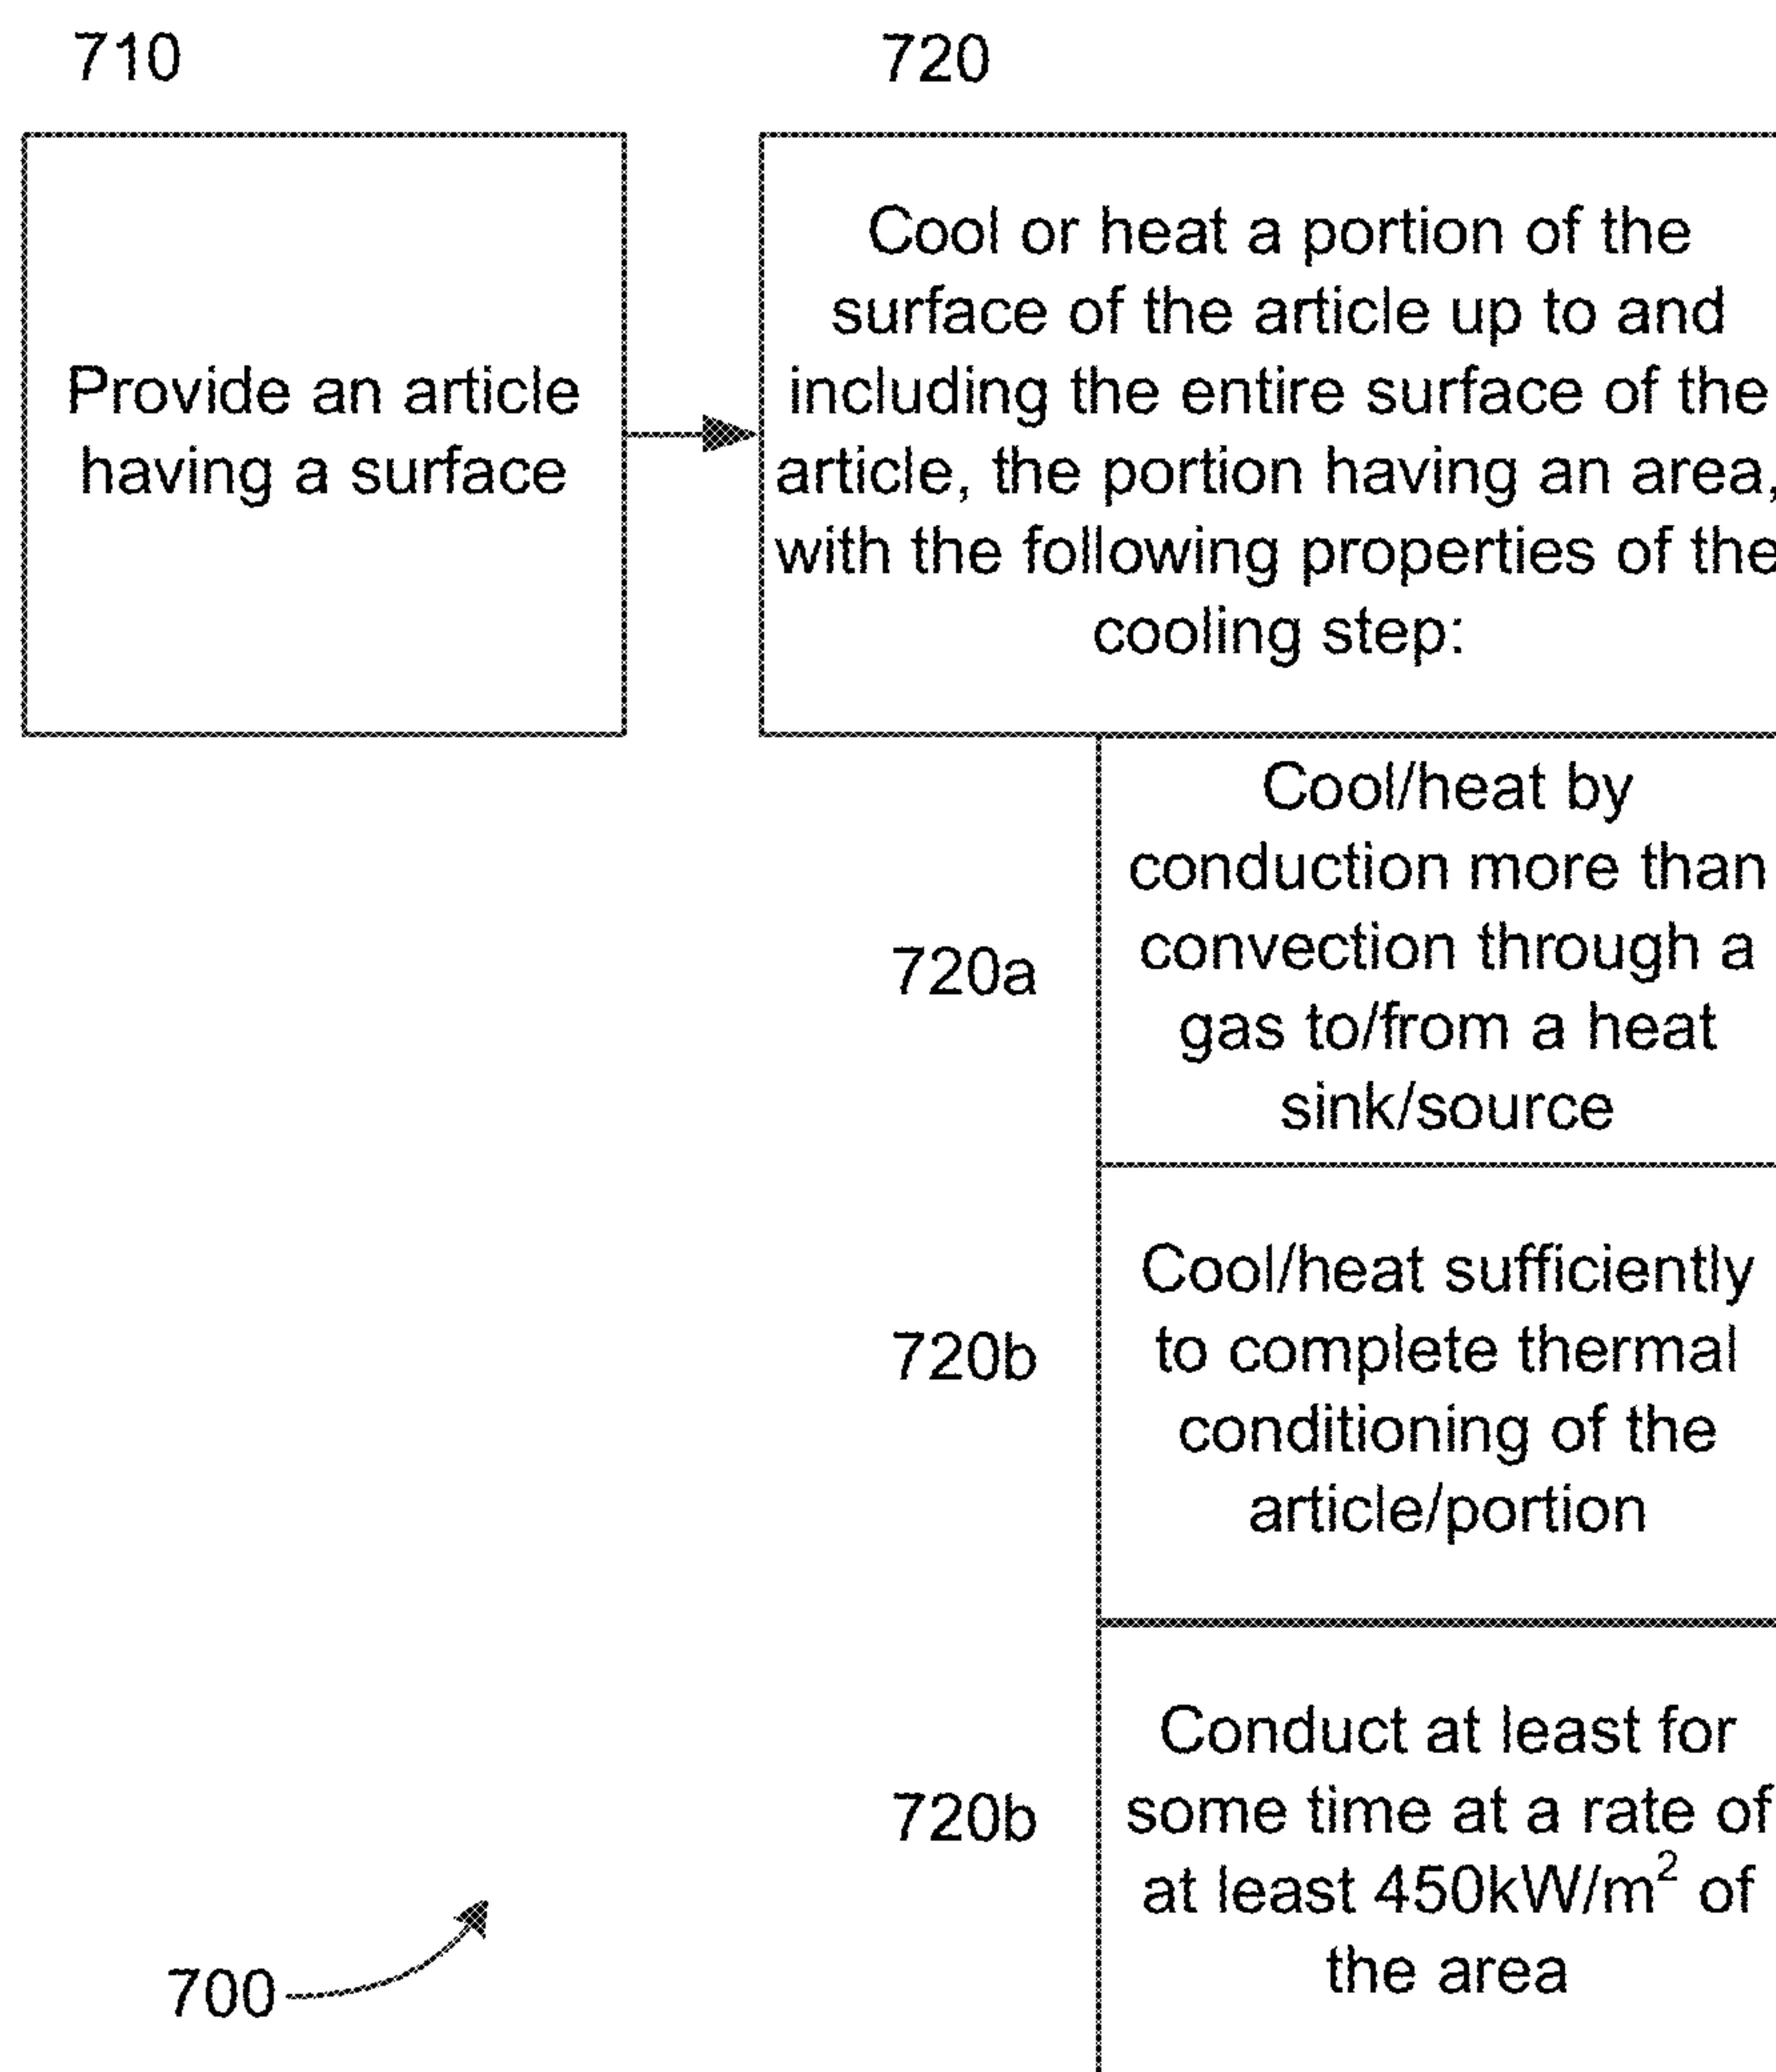 710
720
Provide an article
having a surface
Cool or heat a portion of the
surface of the article up to and
including the entire surface of the
article, the portion having an area,
with the following properties of the
cooling step:
720a
Cool/heat by
conduction more than
convection through a
gas to/from a heat
sink/source
720b
Cool/heat sufficiently
to complete thermal
conditioning of the
article/portion
720b
Conduct at least for
some time at a rate of
at least 450kW/m² of
the area
700